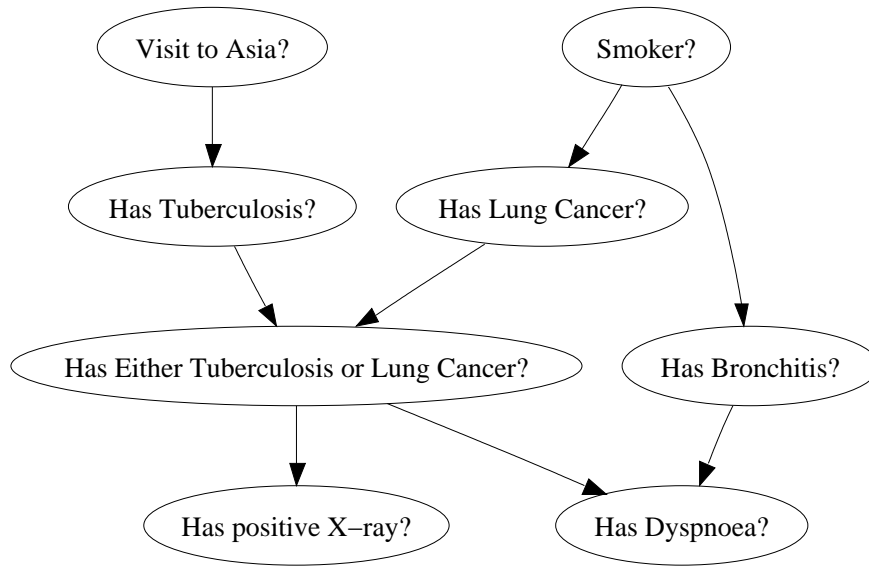 Visit to Asia?
Smoker?
Has Tuberculosis?
Has Lung Cancer?
Has Either Tuberculosis or Lung Cancer?
Has Bronchitis?
Has positive X−ray?
Has Dyspnoea?